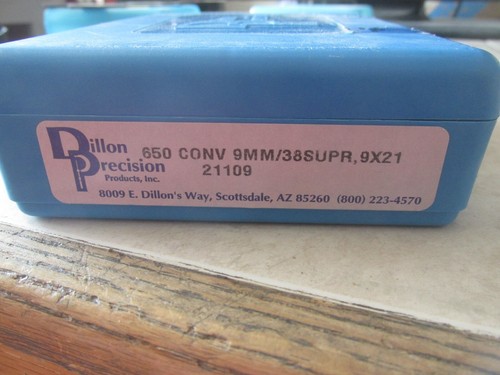 Dillon
Precision
Products, Inc.
650 CONV 9MM/38SUPR,9X21
21109
8009 E. Dillon's Way, Scottsdale, AZ 85260 (800) 223-4570